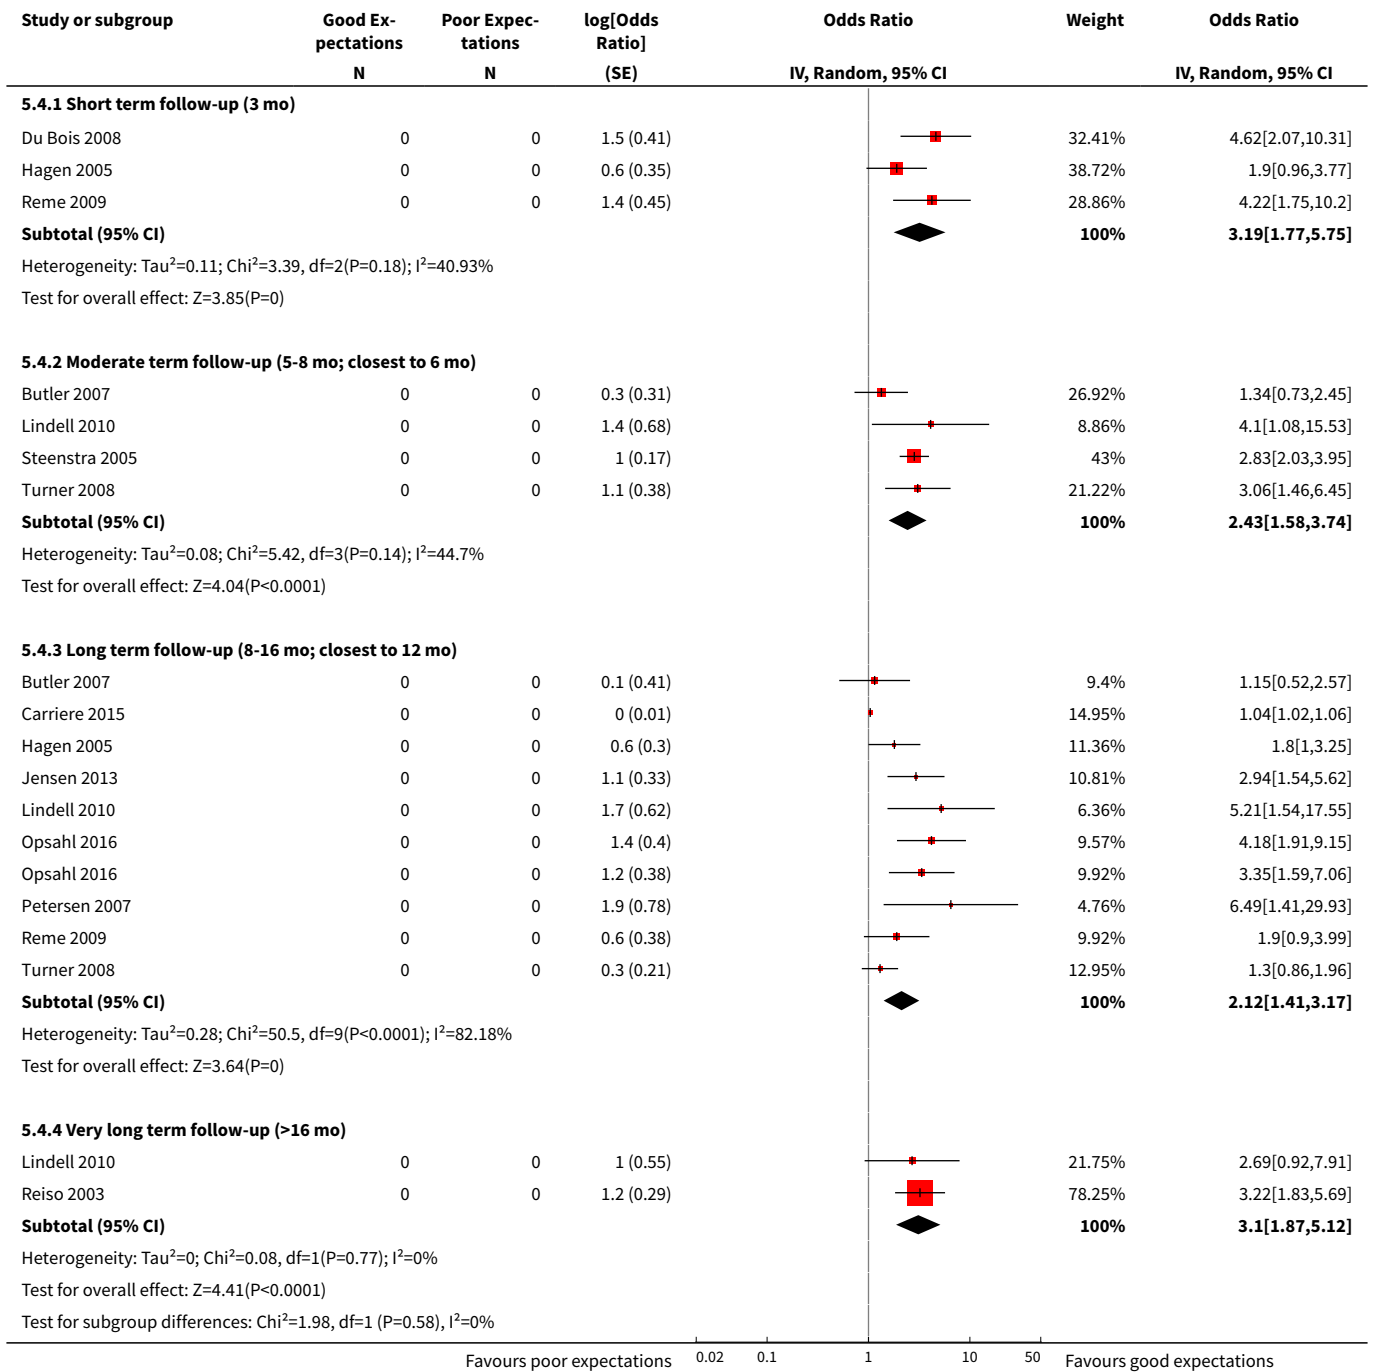 Study or subgroup Good Ex- Poor Expec- log[Odds Odds Ratio Weight Odds Ratio
pectations tations Ratio]
N N (SE) IV, Random, 95% CI IV, Random, 95% CI
5.4.1 Short term follow-up (3 mo)
Du Bois 2008 0 0 1.5 (0.41) 32.41% 4.62[2.07,10.31]
Hagen 2005 0 0 0.6 (0.35) 38.72% 1.9[0.96,3.77]
Reme 2009 0 0 1.4 (0.45) 28.86% 4.22[1.75,10.2]
Subtotal (95% CI) 100% 3.19[1.77,5.75]
Heterogeneity: Tau²=0.11; Chi²=3.39, df=2(P=0.18); I²=40.93%
Test for overall effect: Z=3.85(P=0)
5.4.2 Moderate term follow-up (5-8 mo; closest to 6 mo)
Butler 2007 0 0 0.3 (0.31) 26.92% 1.34[0.73,2.45]
Lindell 2010 0 0 1.4 (0.68) 8.86% 4.1[1.08,15.53]
Steenstra 2005 0 0 1 (0.17) 43% 2.83[2.03,3.95]
Turner 2008 0 0 1.1 (0.38) 21.22% 3.06[1.46,6.45]
Subtotal (95% CI) 100% 2.43[1.58,3.74]
Heterogeneity: Tau²=0.08; Chi²=5.42, df=3(P=0.14); I²=44.7%
Test for overall effect: Z=4.04(P<0.0001)
5.4.3 Long term follow-up (8-16 mo; closest to 12 mo)
Butler 2007 0 0 0.1 (0.41) 9.4% 1.15[0.52,2.57]
Carriere 2015 0 0 0 (0.01) 14.95% 1.04[1.02,1.06]
Hagen 2005 0 0 0.6 (0.3) 11.36% 1.8[1,3.25]
Jensen 2013 0 0 1.1 (0.33) 10.81% 2.94[1.54,5.62]
Lindell 2010 0 0 1.7 (0.62) 6.36% 5.21[1.54,17.55]
Opsahl 2016 0 0 1.4 (0.4) 9.57% 4.18[1.91,9.15]
Opsahl 2016 0 0 1.2 (0.38) 9.92% 3.35[1.59,7.06]
Petersen 2007 0 0 1.9 (0.78) 4.76% 6.49[1.41,29.93]
Reme 2009 0 0 0.6 (0.38) 9.92% 1.9[0.9,3.99]
Turner 2008 0 0 0.3 (0.21) 12.95% 1.3[0.86,1.96]
Subtotal (95% CI) 100% 2.12[1.41,3.17]
Heterogeneity: Tau²=0.28; Chi²=50.5, df=9(P<0.0001); I²=82.18%
Test for overall effect: Z=3.64(P=0)
5.4.4 Very long term follow-up (>16 mo)
Lindell 2010 0 0 1 (0.55) 21.75% 2.69[0.92,7.91]
Reiso 2003 0 0 1.2 (0.29) 78.25% 3.22[1.83,5.69]
Subtotal (95% CI) 100% 3.1[1.87,5.12]
Heterogeneity: Tau²=0; Chi²=0.08, df=1(P=0.77); I²=0%
Test for overall effect: Z=4.41(P<0.0001)
Test for subgroup differences: Chi²=1.98, df=1 (P=0.58), I²=0%
Favours poor expectations 0.02 0.1 1 10 50 Favours good expectations